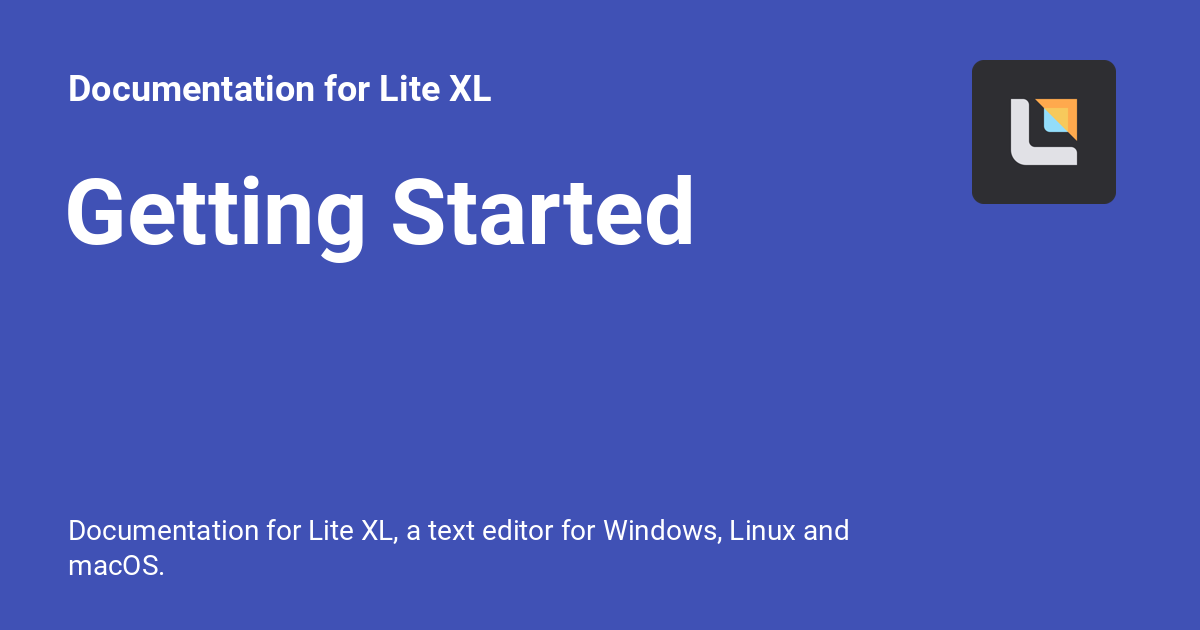 Documentation for Lite XL
Getting Started
Documentation for Lite XL, a text editor for Windows, Linux and
macOS.